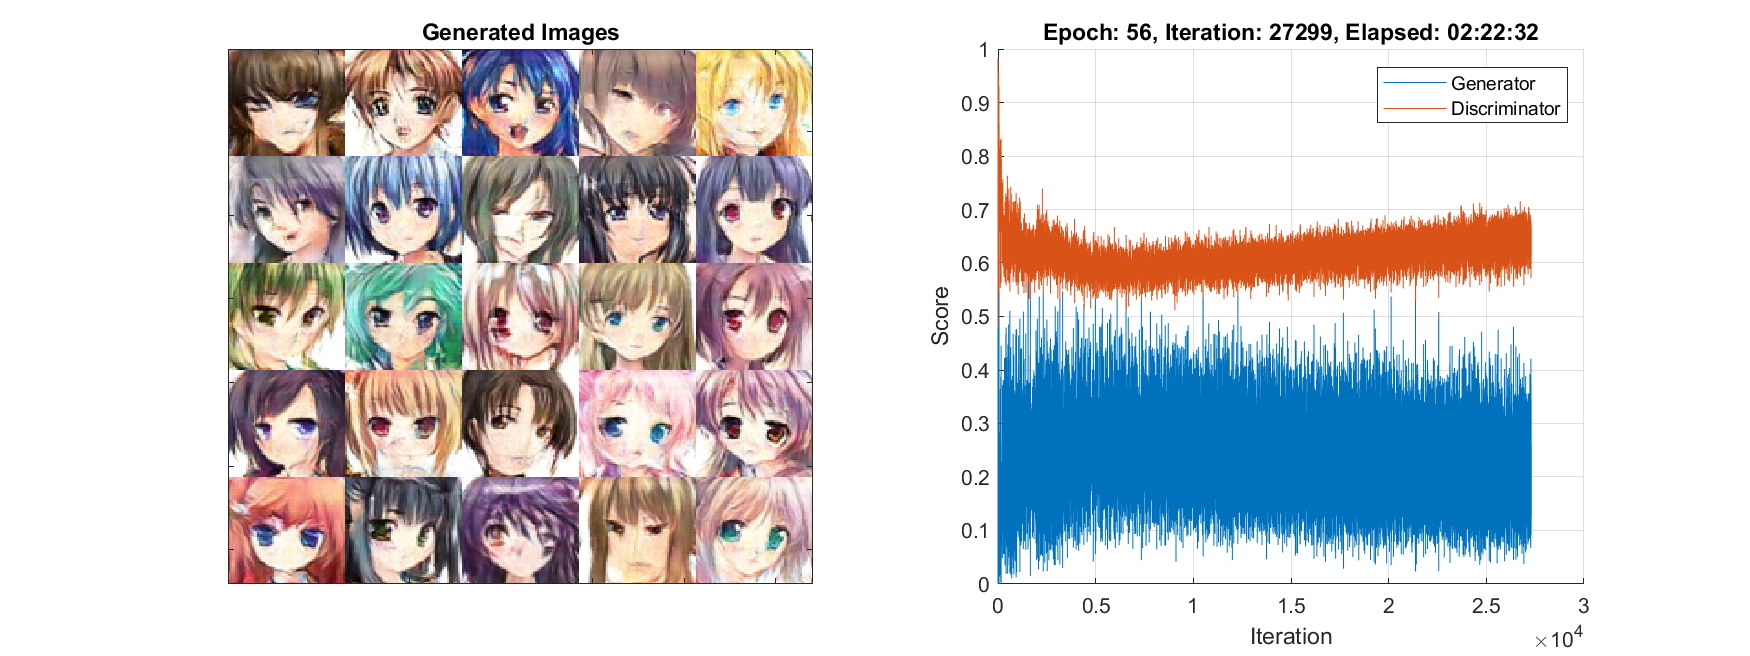 Generated Images
Epoch: 56, Iteration: 27299, Elapsed: 02:22:32
Generator
Discriminator
1
0.9
0.8
0.7
0.6
0.5
0.4
0.3
0.2
0.1
0
Score
0 0.5 1 1.5 2 2.5 3
Iteration
×10⁴